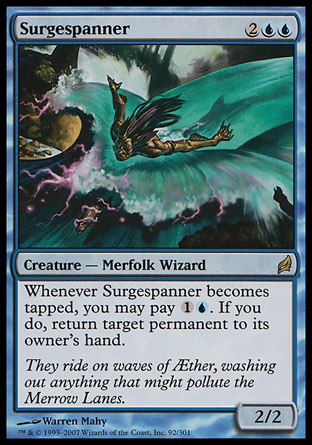 Surgespanner 2
Creature — Merfolk Wizard
Whenever Surgespanner becomes
tapped, you may pay 1. If you
do, return target permanent to its
owner's hand.
They ride on waves of Æther, washing
out anything that might pollute the
Merrow Lanes.
Warren Mahy
™ & © 1993-2007 Wizards of the Coast, Inc. 92/301
2/2